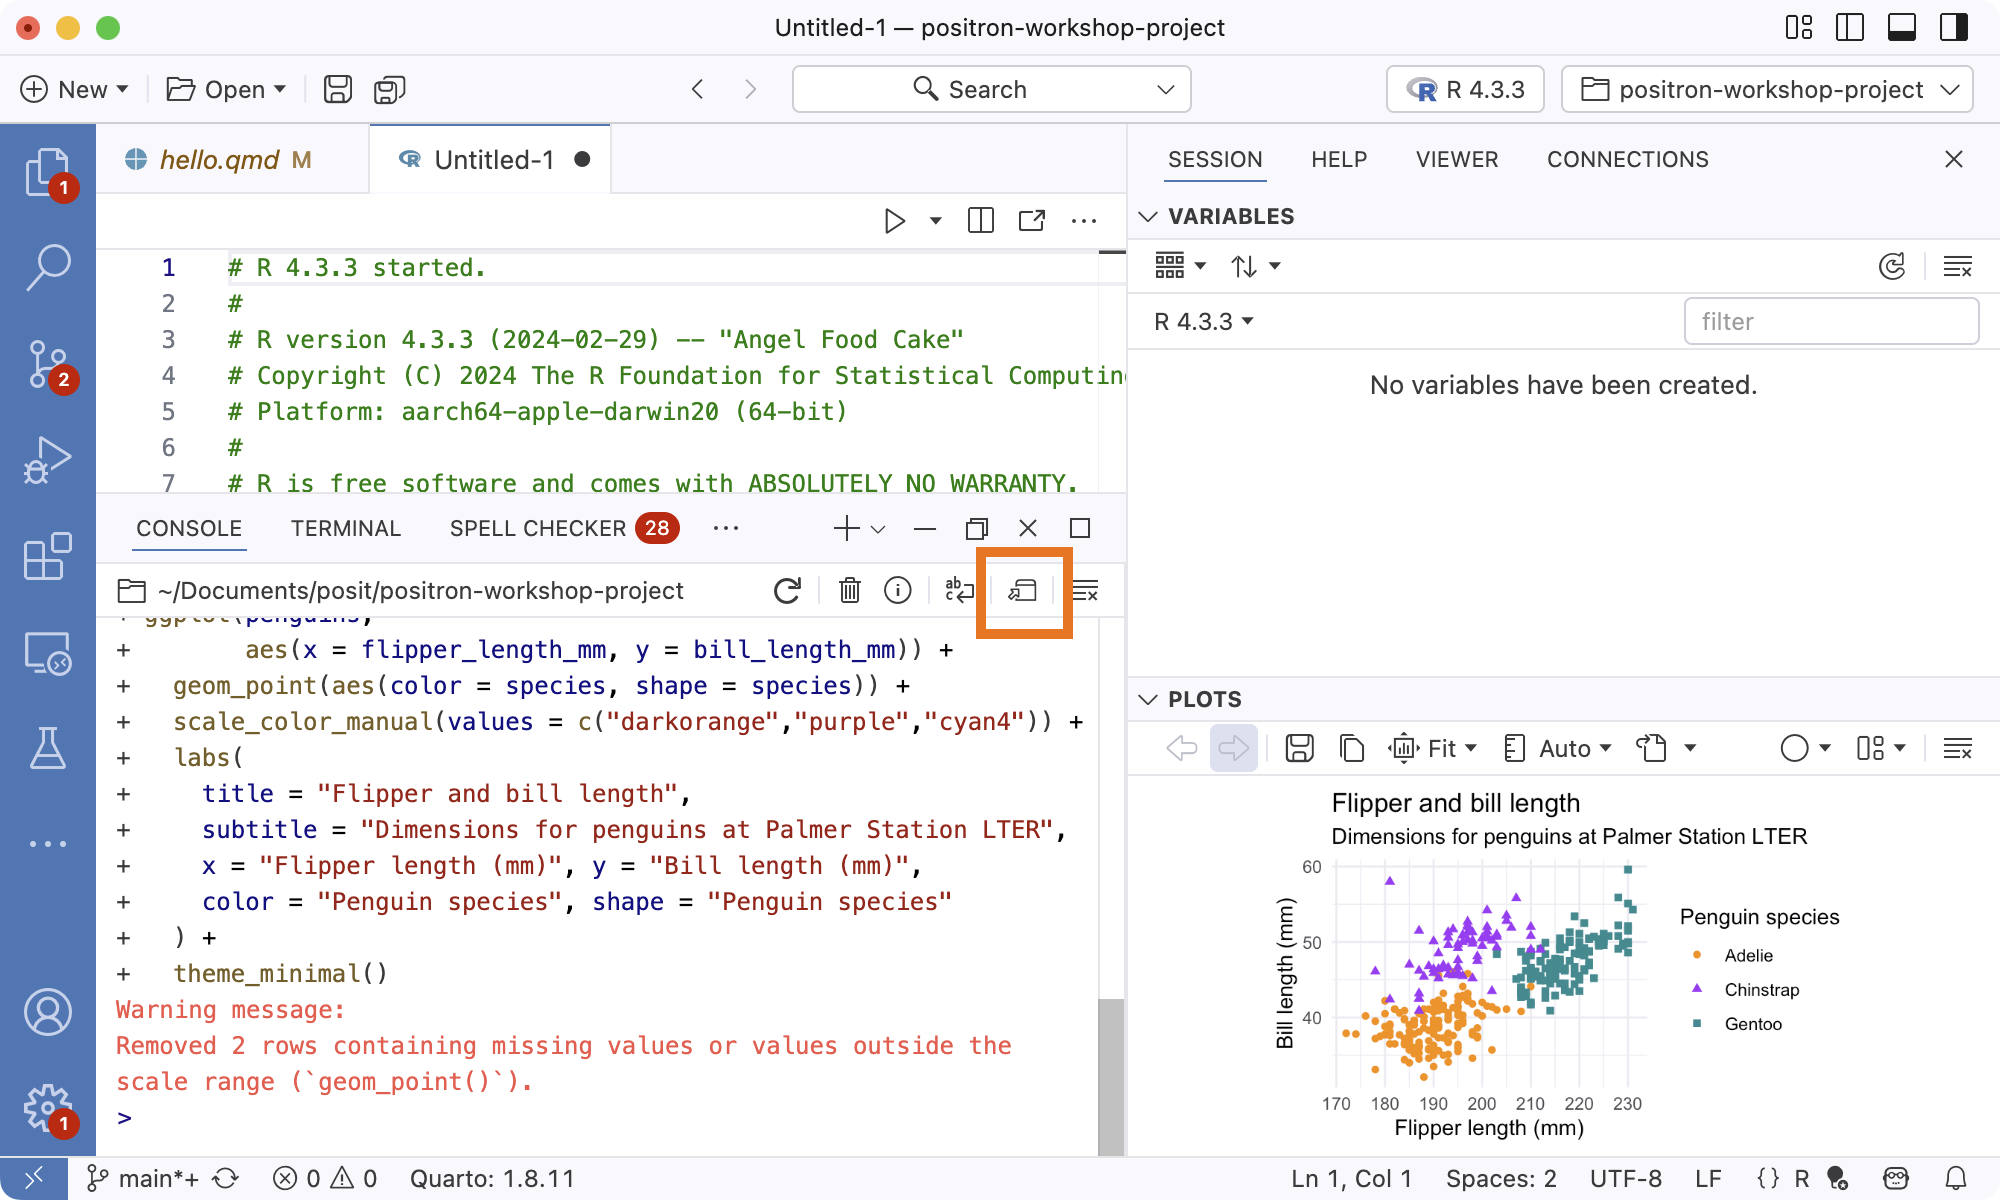 Untitled-1 — positron-workshop-project
New
Open
Search
R 4.3.3
positron-workshop-project
hello.qmd M
Untitled-1
SESSION HELP VIEWER CONNECTIONS
VARIABLES
R 4.3.3
filter
No variables have been created.
1 # R 4.3.3 started.
2 #
3 # R version 4.3.3 (2024-02-29) -- "Angel Food Cake"
4 # Copyright (C) 2024 The R Foundation for Statistical Computin
5 # Platform: aarch64-apple-darwin20 (64-bit)
6 #
7 # R is free software and comes with ABSOLUTELY NO WARRANTY.
1
2
1
CONSOLE TERMINAL SPELL CHECKER 28
~/Documents/posit/positron-workshop-project
abc
+ ggplot(penguins,
+ aes(x = flipper_length_mm, y = bill_length_mm)) +
+ geom_point(aes(color = species, shape = species)) +
+ scale_color_manual(values = c("darkorange","purple","cyan4")) +
+ labs(
+ title = "Flipper and bill length",
+ subtitle = "Dimensions for penguins at Palmer Station LTER",
+ x = "Flipper length (mm)", y = "Bill length (mm)",
+ color = "Penguin species", shape = "Penguin species"
+ ) +
+ theme_minimal()
Warning message:
Removed 2 rows containing missing values or values outside the
scale range (`geom_point()`).
>
PLOTS
Fit
Auto
Flipper and bill length
Dimensions for penguins at Palmer Station LTER
60
50
40
Bill length (mm)
170 180 190 200 210 220 230
Flipper length (mm)
Penguin species
Adelie
Chinstrap
Gentoo
main*+ 0 0 Quarto: 1.8.11
Ln 1, Col 1 Spaces: 2 UTF-8 LF {} R